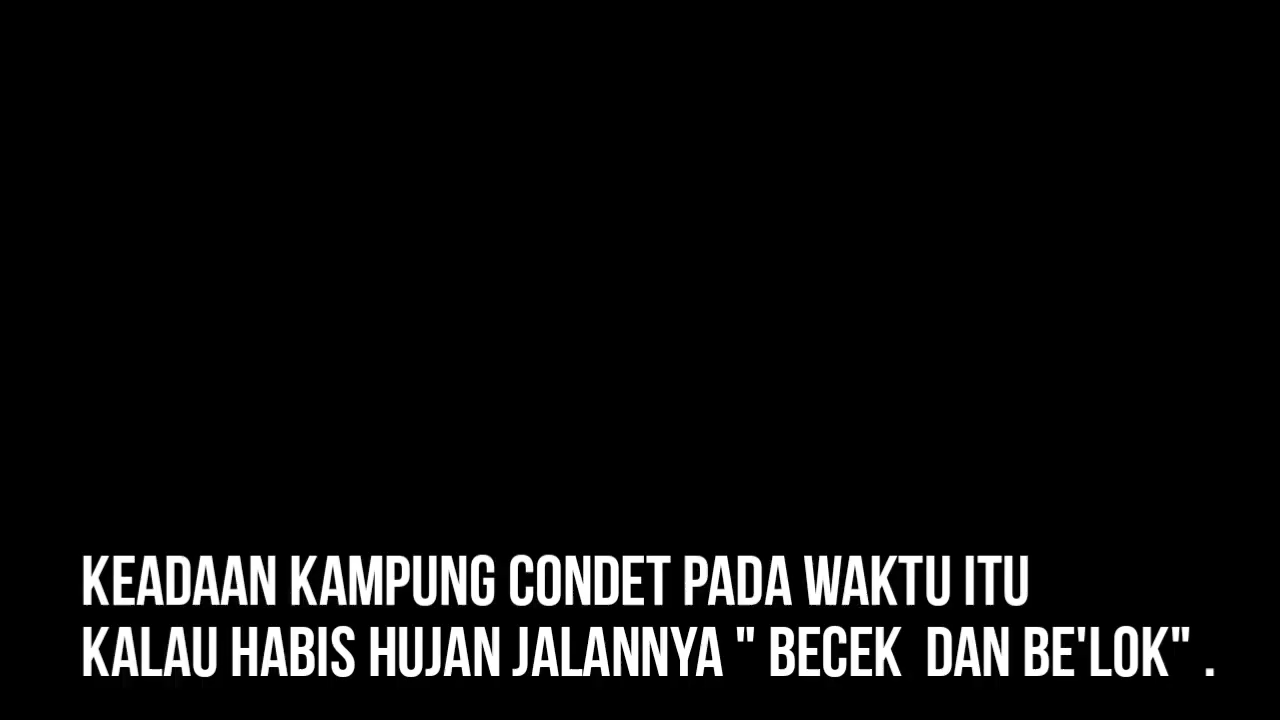 KEADAAN KAMPUNG CONDET PADA WAKTU ITU
KALAU HABIS HUJAN JALANNYA " BECEK  DAN BE'LOK" .